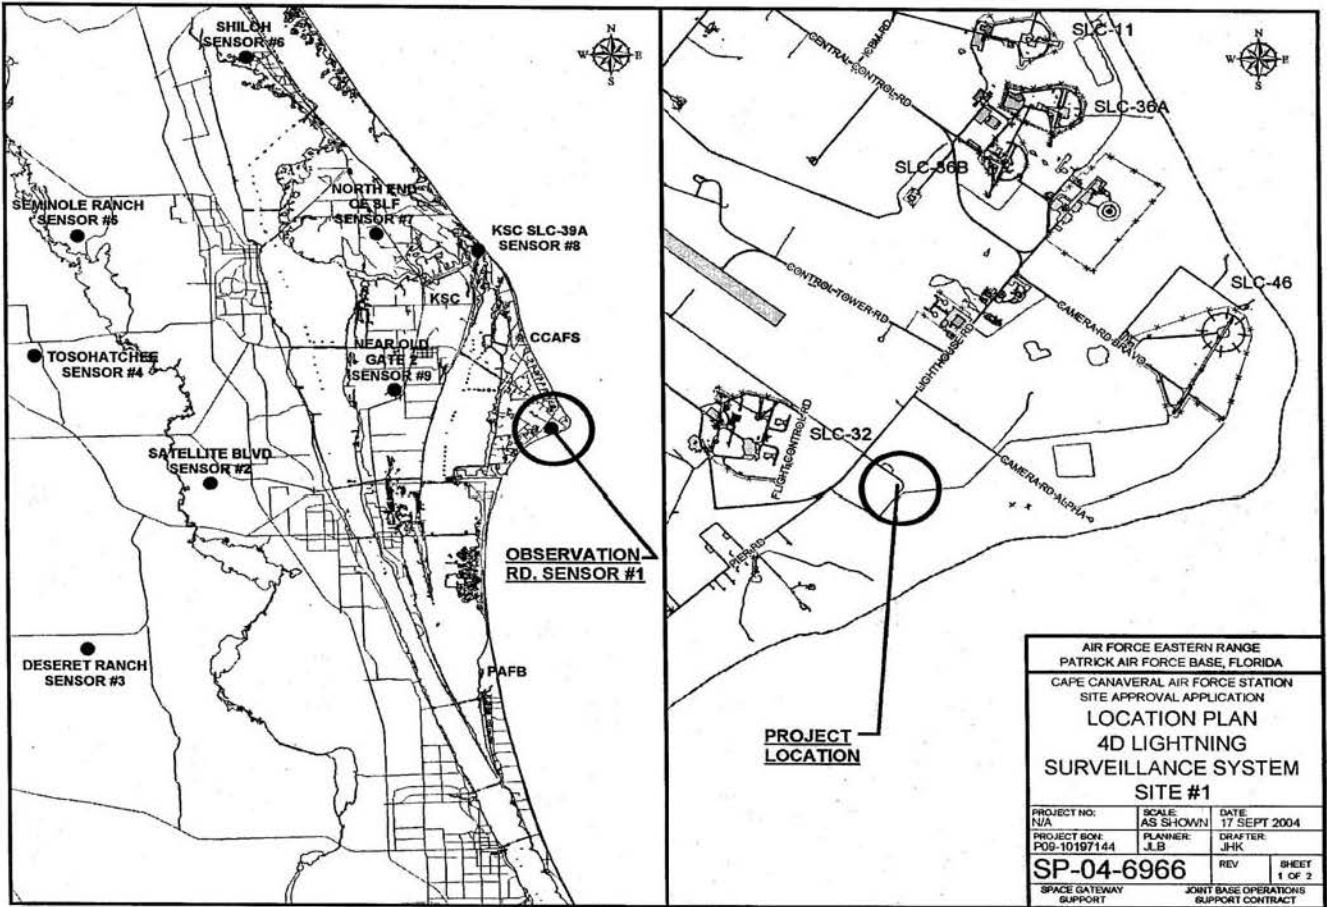 SHILOH
SENSOR #6
N
W
E
S
SEMINOLE RANCH
SENSOR #5
NORTH END
OF SLF
SENSOR #7
KSC SLC-39A
SENSOR #8
KSC
CCAFS
TOSOHATCHEE
SENSOR #4
NEAR OLD
GATE 2
SENSOR #9
SATELLITE BLVD
SENSOR #2
OBSERVATION
RD. SENSOR #1
DESERET RANCH
SENSOR #3
PAFB
ICBM RD
CENTRAL CONTROL RD
SLC-11
N
W
E
S
SLC-36A
SLC-36B
CONTROL TOWER RD
SLC-46
CAMERA RD BRAVO
LIGHTHOUSE RD
FLIGHT CONTROL RD
SLC-32
CAMERA RD ALPHA
PIER RD
PROJECT
LOCATION
AIR FORCE EASTERN RANGE
PATRICK AIR FORCE BASE, FLORIDA
CAPE CANAVERAL AIR FORCE STATION
SITE APPROVAL APPLICATION
LOCATION PLAN
4D LIGHTNING
SURVEILLANCE SYSTEM
SITE #1
PROJECT NO: SCALE: DATE:
N/A AS SHOWN 17 SEPT 2004
PROJECT BON: PLANNER: DRAFTER:
P09-10197144 JLB JHK
SP-04-6966 REV SHEET
1 OF 2
SPACE GATEWAY JOINT BASE OPERATIONS
SUPPORT SUPPORT CONTRACT